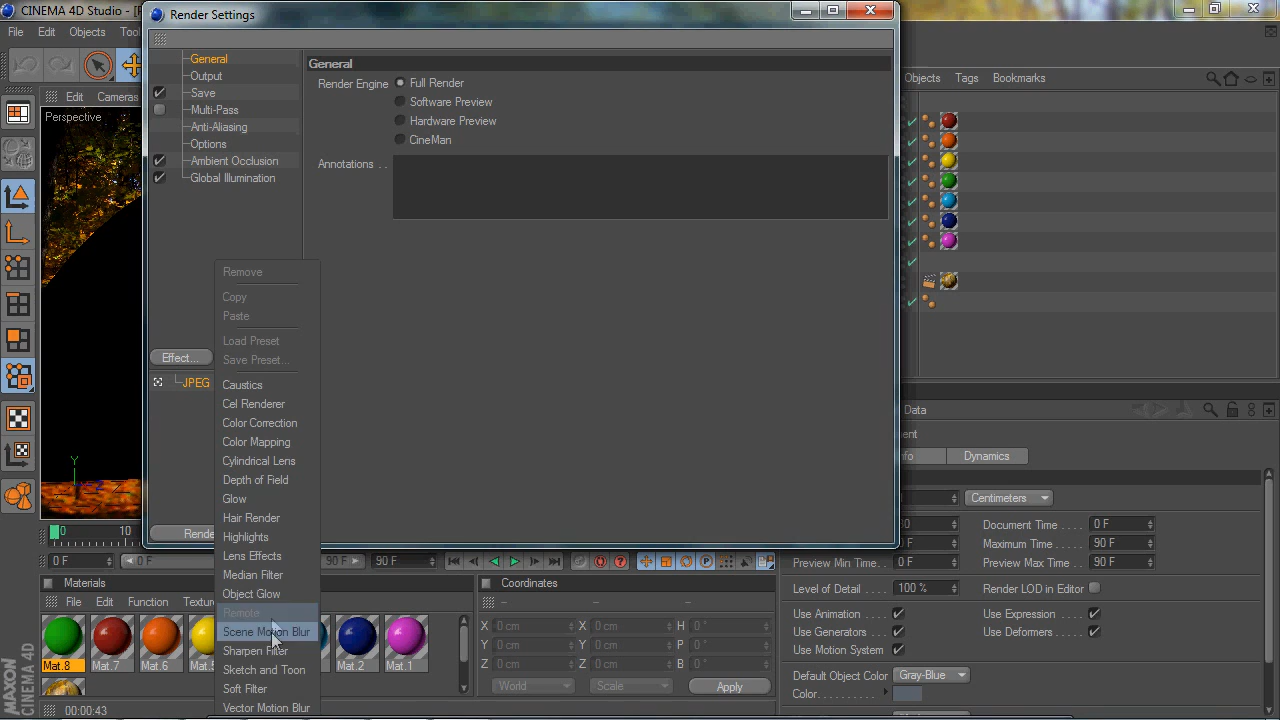 CINEMA 4D Studio - [
Render Settings
File Edit Objects
Objects Tags Bookmarks
Edit Cameras
Perspective
General
Output
Save
Multi-Pass
Anti-Aliasing
Options
Ambient Occlusion
Global Illumination
General
Render Engine Full Render
Software Preview
Hardware Preview
CineMan
Annotations . .
Effect...
JPEG
Remove
Copy
Paste
Load Preset
Save Preset...
Caustics
Cel Renderer
Color Correction
Color Mapping
Cylindrical Lens
Depth of Field
Glow
Hair Render
Highlights
Lens Effects
Median Filter
Object Glow
Remote
Scene Motion Blur
Sharpen Filter
Sketch and Toon
Soft Filter
Vector Motion Blur
Y
0 10
0 F 0 F 90 F 90 F
Data
Dynamics
Centimeters
Document Time . . . . 0 F
Maximum Time . . . . 90 F
Preview Min Time. . 0 F Preview Max Time . 90 F
Level of Detail . . . . . 100 % Render LOD in Editor
Use Animation Use Expression
Use Generators Use Deformers
Use Motion System
Default Object Color Gray-Blue
Color
Materials
File Edit Function
Mat.8 Mat.7 Mat.6 Mat.2 Mat.1
Coordinates
X 0 cm X 0 cm H 0 °
Y 0 cm Y 0 cm P 0 °
Z 0 cm Z 0 cm B 0 °
World Scale Apply
MAXON
CINEMA 4D
00:00:43